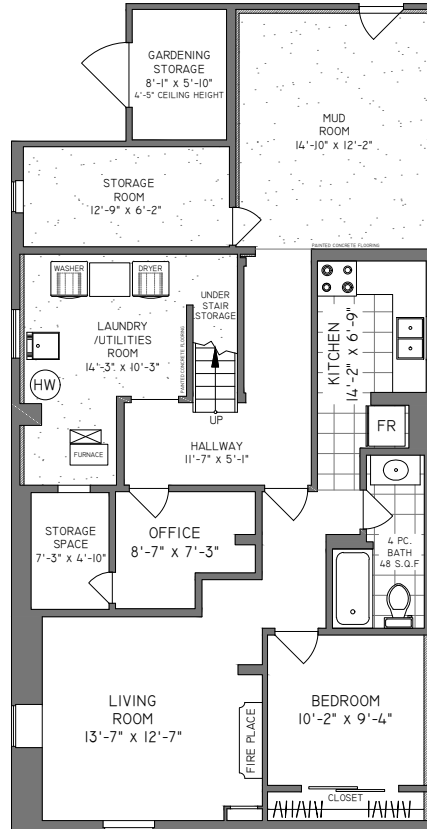 GARDENING
STORAGE
8'-1" x 5'-10"
4'-5" CEILING HEIGHT
MUD
ROOM
14'-10" x 12'-2"
STORAGE
ROOM
12'-9" x 6'-2"
PAINTED CONCRETE FLOORING
WASHER
DRYER
UNDER
STAIR
STORAGE
LAUNDRY
/UTILITIES
ROOM
14'-3" x 10'-3"
PAINTED CONCRETE FLOORING
KITCHEN
14'-2" x 6'-9"
HW
UP
FR
HALLWAY
11'-7" x 5'-1"
FURNACE
STORAGE
SPACE
7'-3" x 4'-10"
OFFICE
8'-7" x 7'-3"
4 PC.
BATH
48 S.Q.F
LIVING
ROOM
13'-7" x 12'-7"
FIRE PLACE
BEDROOM
10'-2" x 9'-4"
CLOSET